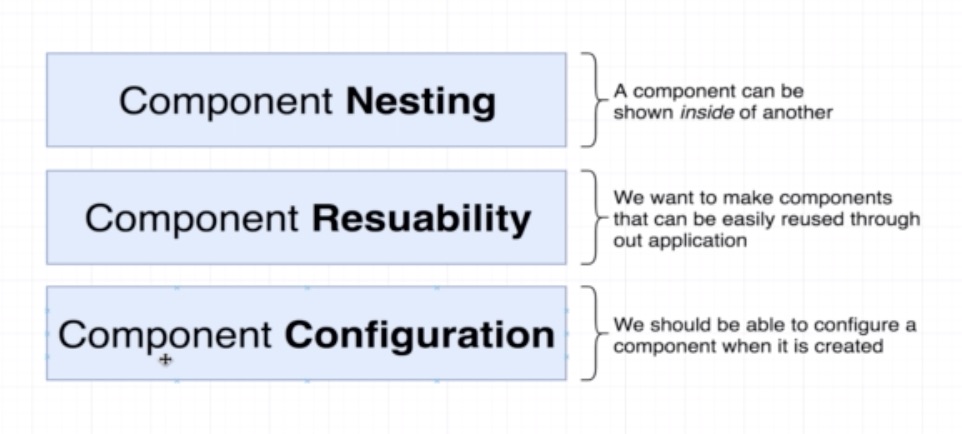 Component Nesting
A component can be
shown inside of another
Component Resuability
We want to make components
that can be easily reused through
out application
Component Configuration
We should be able to configure a
component when it is created